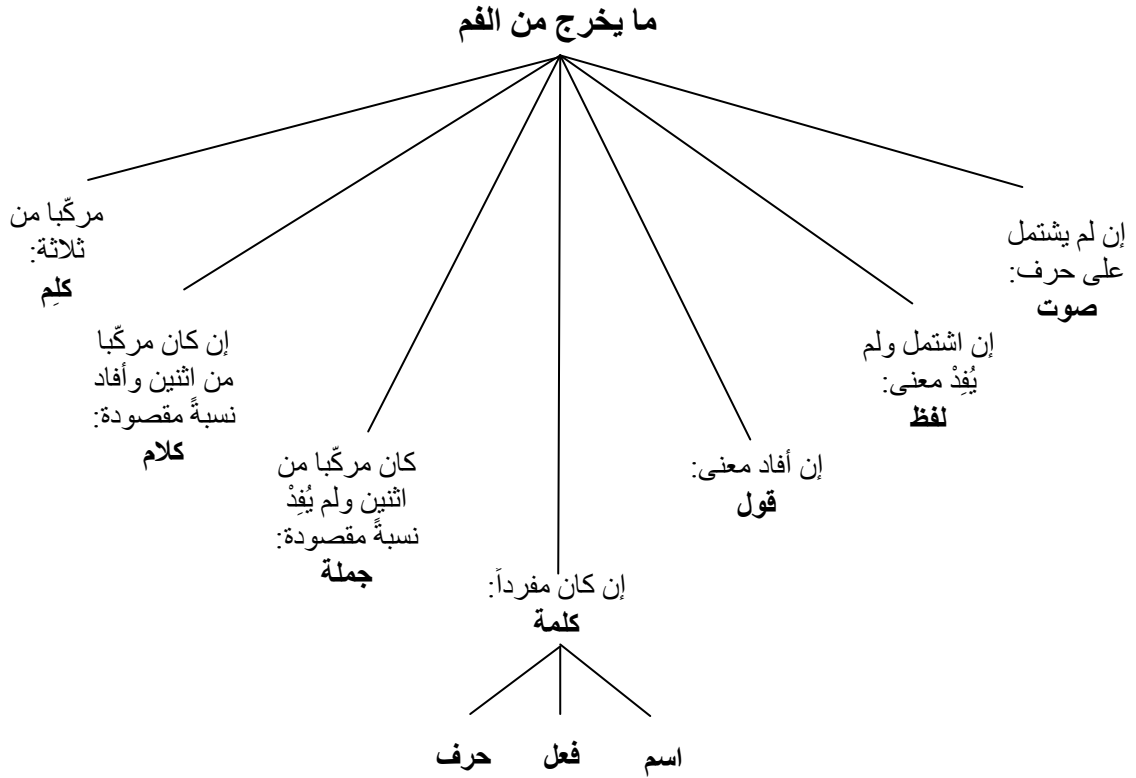 ما يخرج من الفم
إن لم يشتمل
على حرف:
صوت
إن اشتمل ولم
يُفِدْ معنى:
لفظ
إن أفاد معنى:
قول
إن كان مفرداً:
كلمة
اسم
فعل
حرف
كان مركّبا من
اثنين ولم يُفِدْ
نسبةً مقصودة:
جملة
إن كان مركّبا
من اثنين وأفاد
نسبةً مقصودة:
كلام
مركّبا من
ثلاثة:
كلِم